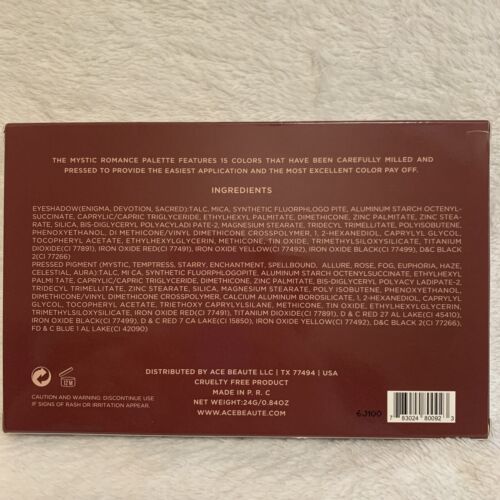 THE MYSTIC ROMANCE PALETTE FEATURES 15 COLORS THAT HAVE BEEN CAREFULLY MILLED AND
PRESSED TO PROVIDE THE EASIEST APPLICATION AND THE MOST EXCELLENT COLOR PAY OFF.
INGREDIENTS
EYESHADOW(ENIGMA, DEVOTION, SACRED):TALC, MICA, SYNTHETIC FLUORPHLOGO PITE, ALUMINUM STARCH OCTENYL-
SUCCINATE, CAPRYLIC/CAPRIC TRIGLYCERIDE, ETHYLHEXYL PALMITATE, DIMETHICONE, ZINC PALMITATE, ZINC STEA-
RATE, SILICA, BIS-DIGLYCERYL POLYACYLADI PATE-2, MAGNESIUM STEARATE, TRIDECYL TRIMELLITATE, POLYISOBUTENE,
PHENOXYETHANOL, DI METHICONE/VINYL DIMETHICONE CROSSPOLYMER, 1, 2-HEXANEDIOL, CAPRYLYL GLYCOL,
TOCOPHERYL ACETATE, ETHYLHEXYLGLYCERIN, METHICONE, TIN OXIDE, TRIMETHYLSILOXYSILICATE, TITANIUM
DIOXIDE(CI 77891), IRON OXIDE RED(CI 77491), IRON OXIDE YELLOW(CI 77492), IRON OXIDE BLACK(CI 77499), D&C BLACK
2(CI 77266)
PRESSED PIGMENT (MYSTIC, TEMPTRESS, STARRY, ENCHANTMENT, SPELLBOUND, ALLURE, ROSE, FOG, EUPHORIA, HAZE,
CELESTIAL, AURA):TALC, MI CA, SYNTHETIC FLUORPHLOGOPITE, ALUMINUM STARCH OCTENYLSUCCINATE, ETHYLHEXYL
PALMI TATE, CAPRYLIC/CAPRIC TRIGLYCERIDE, DIMETHICONE, ZINC PALMITATE, BIS-DIGLYCERYL POLYACY LADIPATE-2,
TRIDECYL TRIMELLITATE, ZINC STEARATE, SILICA, MAGNESIUM STEARATE, POLY ISOBUTENE, PHENOXYETHANOL,
DIMETHICONE/VINYL DIMETHICONE CROSSPOLYMER, CALCIUM ALUMINUM BOROSILICATE, 1, 2-HEXANEDIOL, CAPRYLYL
GLYCOL, TOCOPHERYL ACETATE, TRIETHOXYCAPRYLYLSILANE, METHICONE, TIN OXIDE, ETHYLHEXYLGLYCERIN,
TRIMETHYLSILOXYSILICATE, IRON OXIDE RED(CI 77491), TITANIUM DIOXIDE(CI 77891), D & C RED 27 AL LAKE(CI 45410),
IRON OXIDE BLACK(CI 77499), D & C RED 7 CA LAKE(CI 15850), IRON OXIDE YELLOW(CI 77492), D&C BLACK 2(CI 77266),
FD & C BLUE 1 AL LAKE(CI 42090)
DISTRIBUTED BY ACE BEAUTE LLC | TX 77494 | USA
CRUELTY FREE PRODUCT
MADE IN P. R. C
NET WEIGHT:24G/0.84OZ
WWW.ACEBEAUTE.COM
12M
CAUTION AND WARNING: DISCONTINUE USE
IF SIGNS OF RASH OR IRRITATION APPEAR.
6J100
7 83024 80092 3